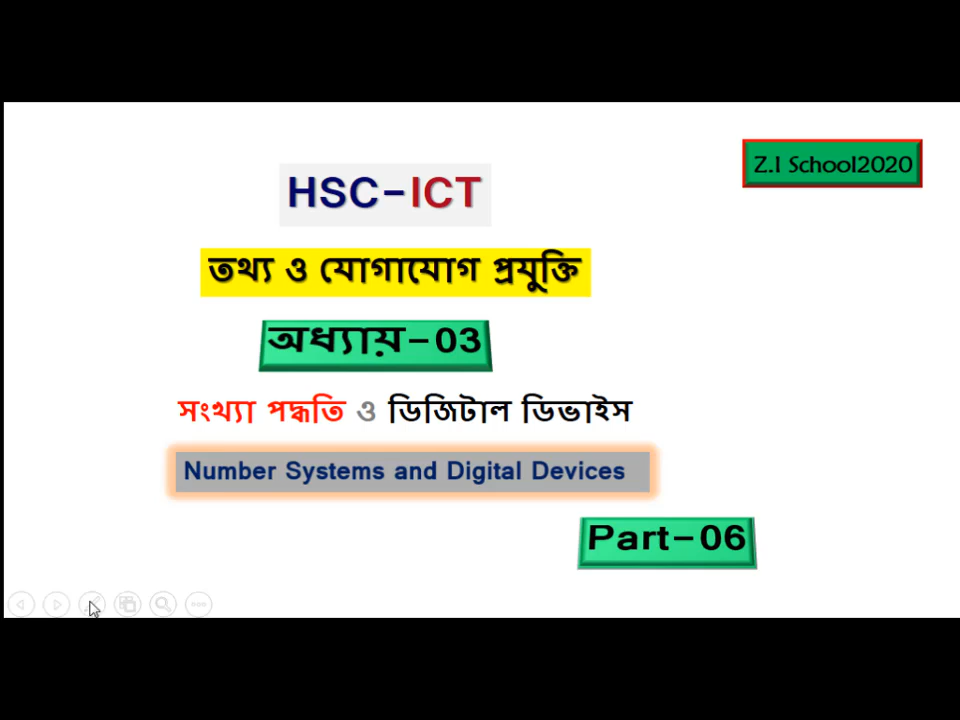 Z.I School2020
HSC-ICT
তথ্য ও যোগাযোগ প্রযুক্তি
অধ্যায়-03
সংখ্যা পদ্ধতি ও ডিজিটাল ডিভাইস
Number Systems and Digital Devices
Part-06